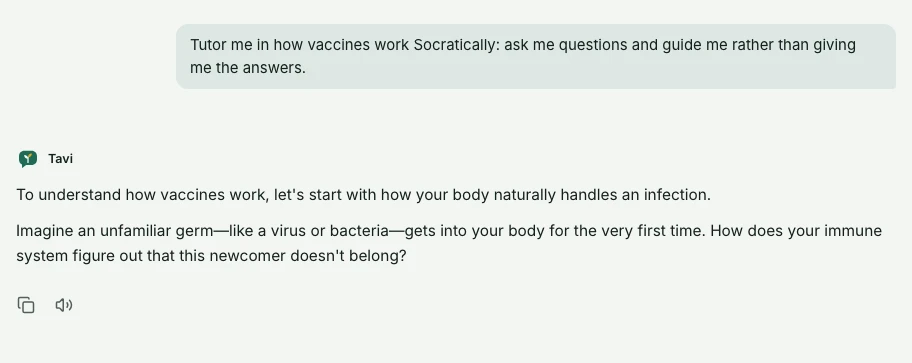 Tutor me in how vaccines work Socratically: ask me questions and guide me rather than giving
me the answers.
Tavi
To understand how vaccines work, let's start with how your body naturally handles an infection.
Imagine an unfamiliar germ—like a virus or bacteria—gets into your body for the very first time. How does your immune
system figure out that this newcomer doesn't belong?